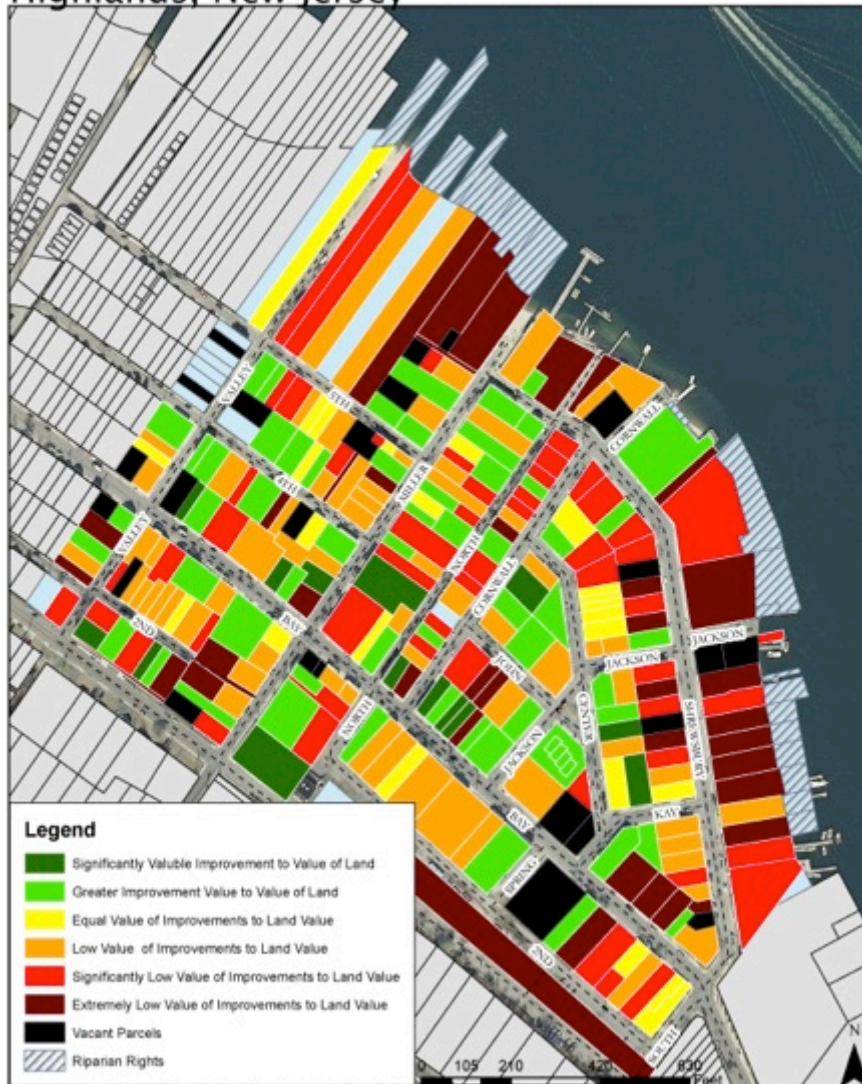 Highlands, New Jersey
CORNWALL
VALLEY
5TH
MILLER
4TH
NORTH
VALLEY
CORNWALL
2ND
BAY
JOHN
JACKSON
JACKSON
CENTER
SHREWSBURY
NORTH
JACKSON
BAY
KAY
SPRING
2ND
SOUTH
Legend
Significantly Valuble Improvement to Value of Land
Greater Improvement Value to Value of Land
Equal Value of Improvements to Land Value
Low Value of Improvements to Land Value
Significantly Low Value of Improvements to Land Value
Extremely Low Value of Improvements to Land Value
Vacant Parcels
Riparian Rights
0 105 210 420 630
N